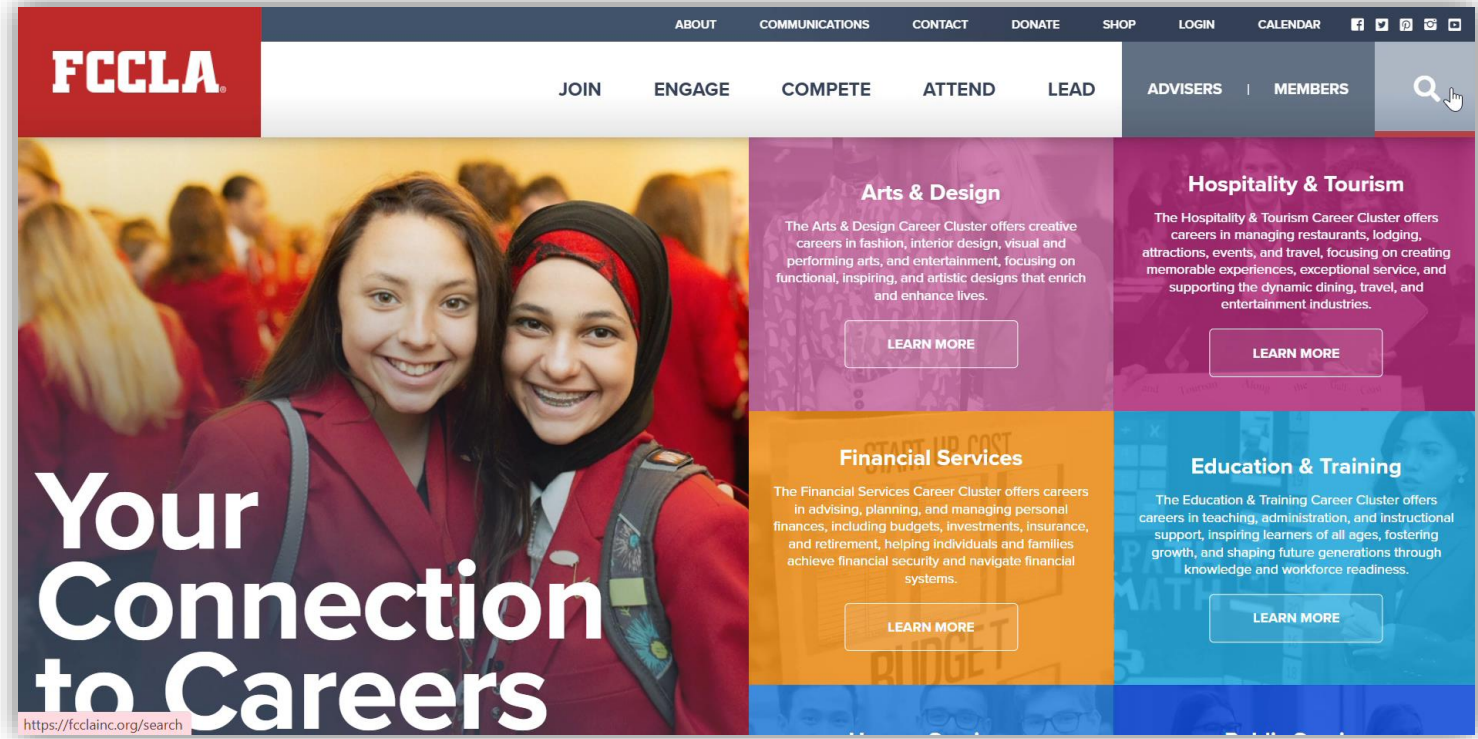 ABOUT COMMUNICATIONS CONTACT DONATE SHOP LOGIN CALENDAR
FCCLA®
JOIN ENGAGE COMPETE ATTEND LEAD ADVISERS | MEMBERS
Your
Connection
to Careers
Arts & Design
The Arts & Design Career Cluster offers creative
careers in fashion, interior design, visual and
performing arts, and entertainment, focusing on
functional, inspiring, and artistic designs that enrich
and enhance lives.
LEARN MORE
Hospitality & Tourism
The Hospitality & Tourism Career Cluster offers
careers in managing restaurants, lodging,
attractions, events, and travel, focusing on creating
memorable experiences, exceptional service, and
supporting the dynamic dining, travel, and
entertainment industries.
LEARN MORE
START UP COST
Financial Services
The Financial Services Career Cluster offers careers
in advising, planning, and managing personal
finances, including budgets, investments, insurance,
and retirement, helping individuals and families
achieve financial security and navigate financial
systems.
LEARN MORE
BUDGET
Education & Training
The Education & Training Career Cluster offers
careers in teaching, administration, and instructional
support, inspiring learners of all ages, fostering
growth, and shaping future generations through
knowledge and workforce readiness.
MATH
LEARN MORE
https://fcclainc.org/search